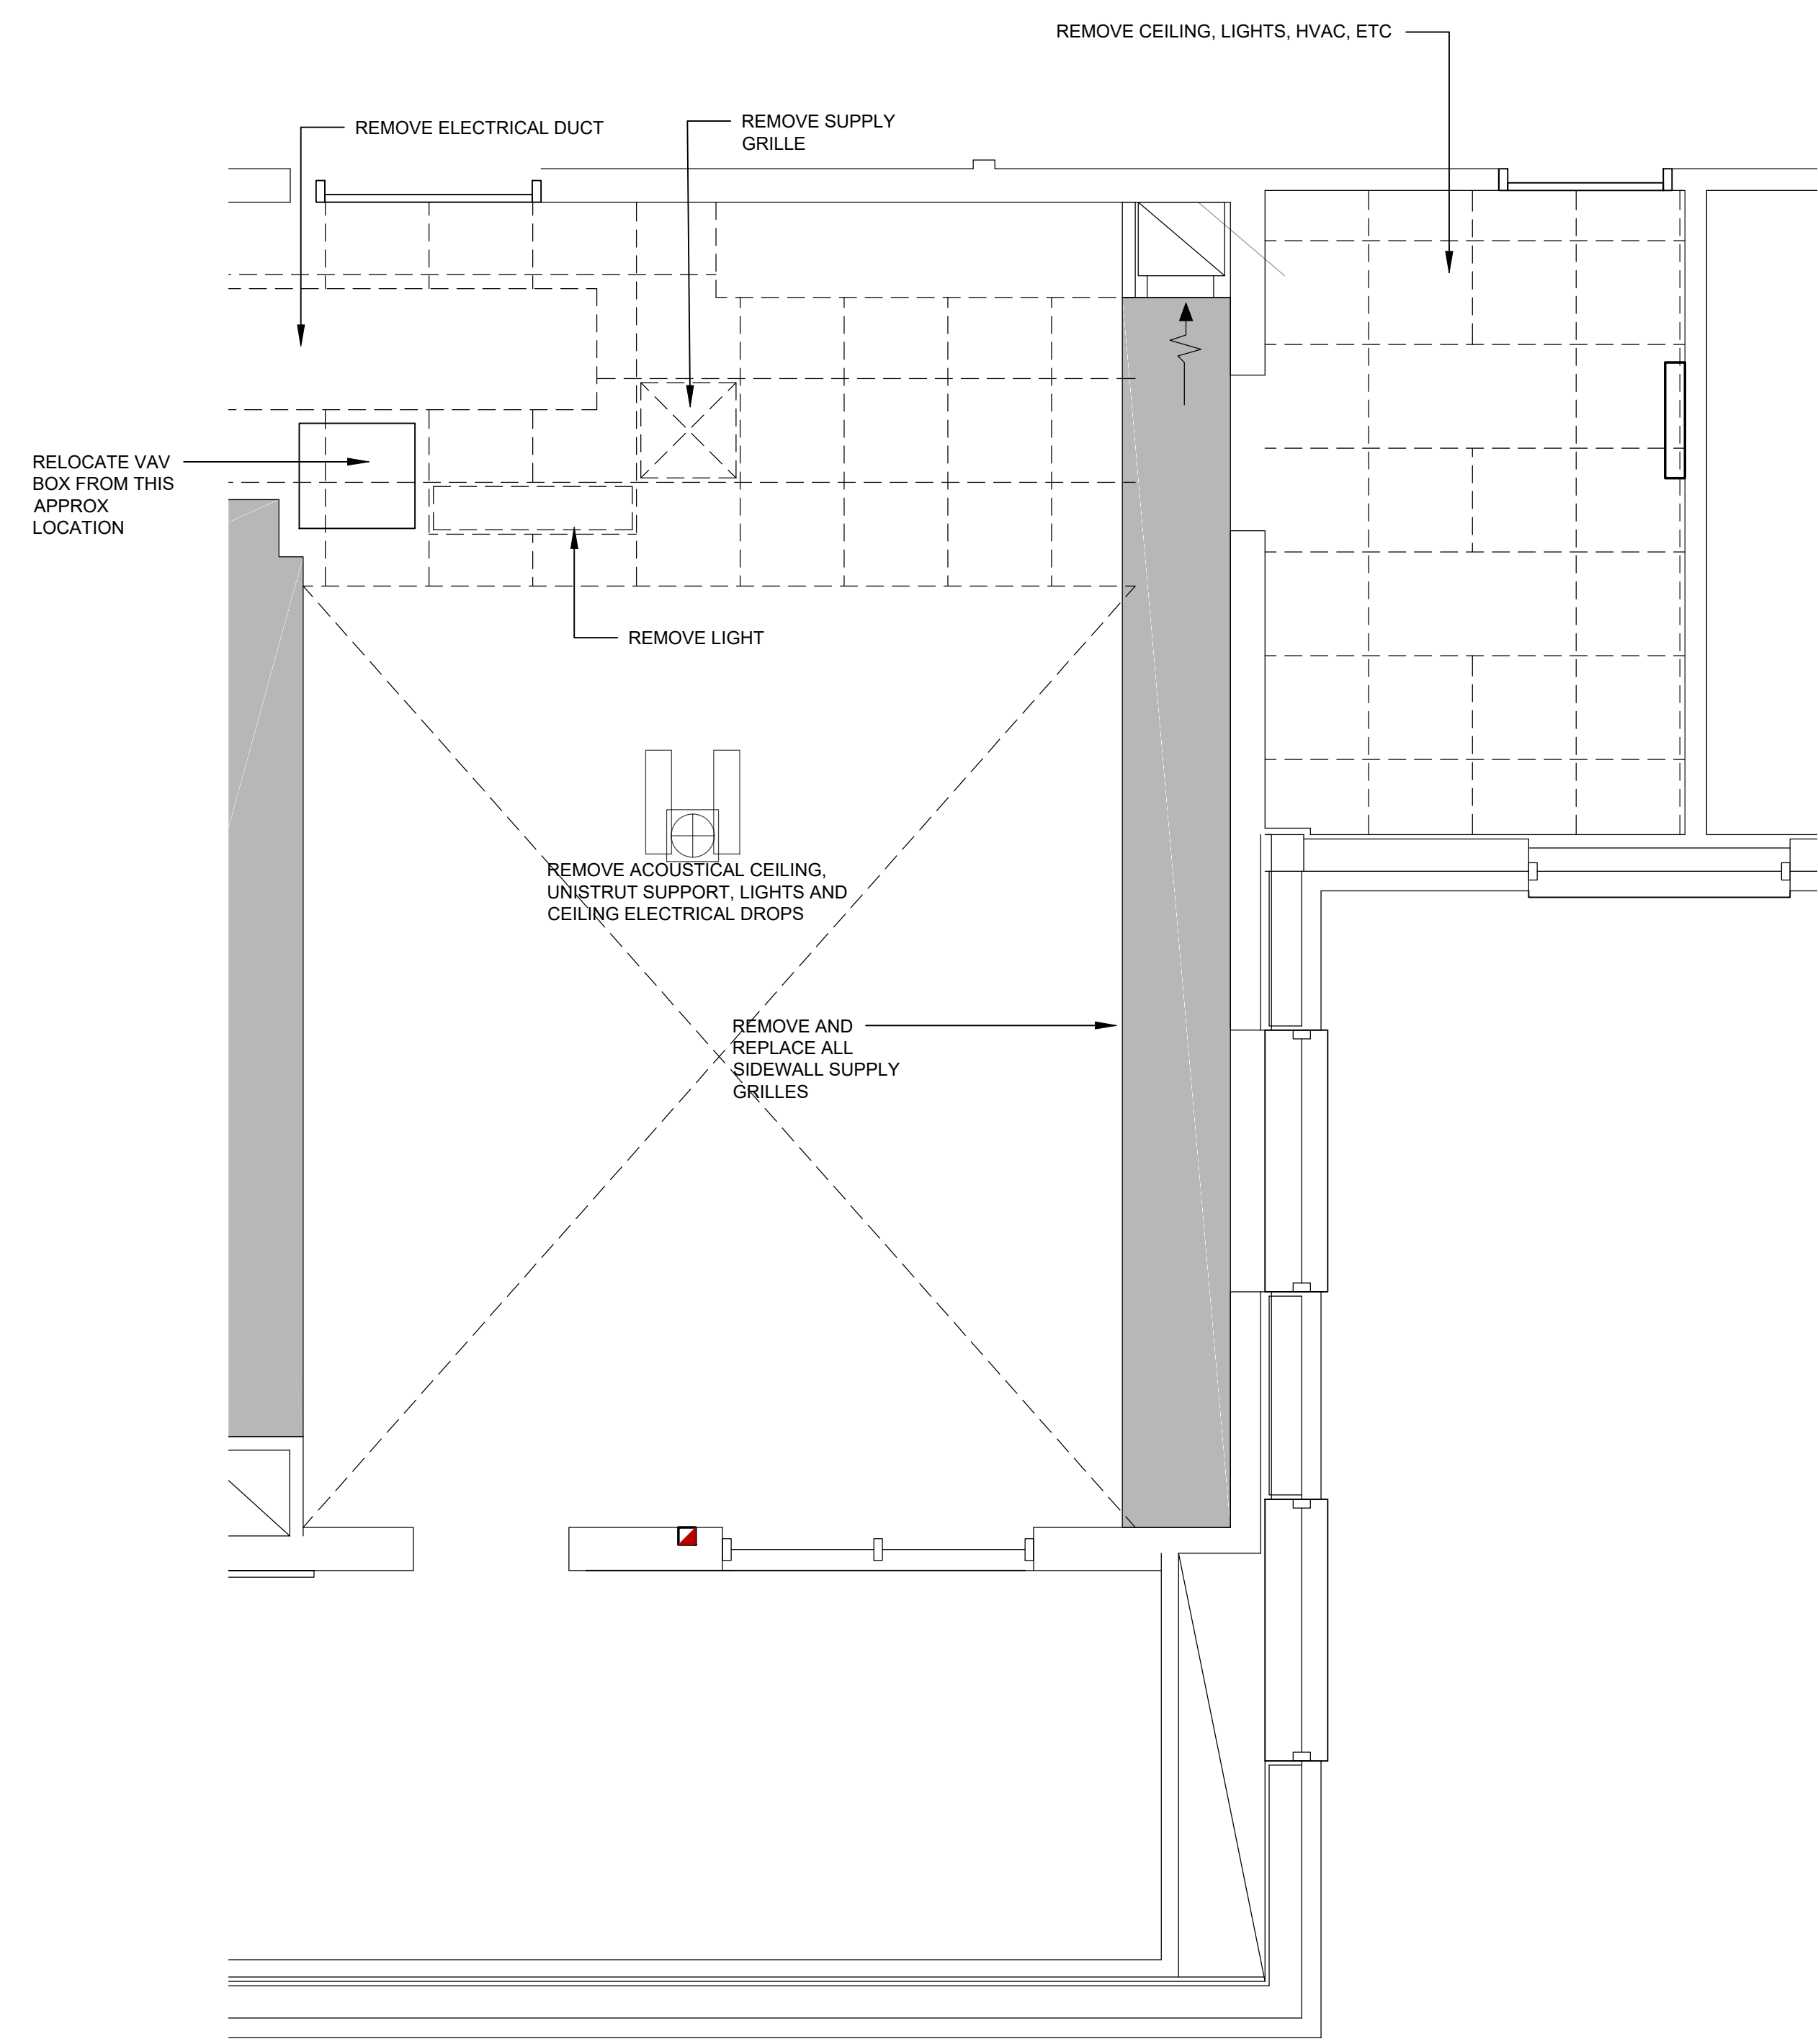 REMOVE CEILING, LIGHTS, HVAC, ETC
REMOVE ELECTRICAL DUCT
REMOVE SUPPLY
GRILLE
RELOCATE VAV
BOX FROM THIS
APPROX
LOCATION
REMOVE LIGHT
REMOVE ACOUSTICAL CEILING,
UNISTRUT SUPPORT, LIGHTS AND
CEILING ELECTRICAL DROPS
REMOVE AND
REPLACE ALL
SIDEWALL SUPPLY
GRILLES